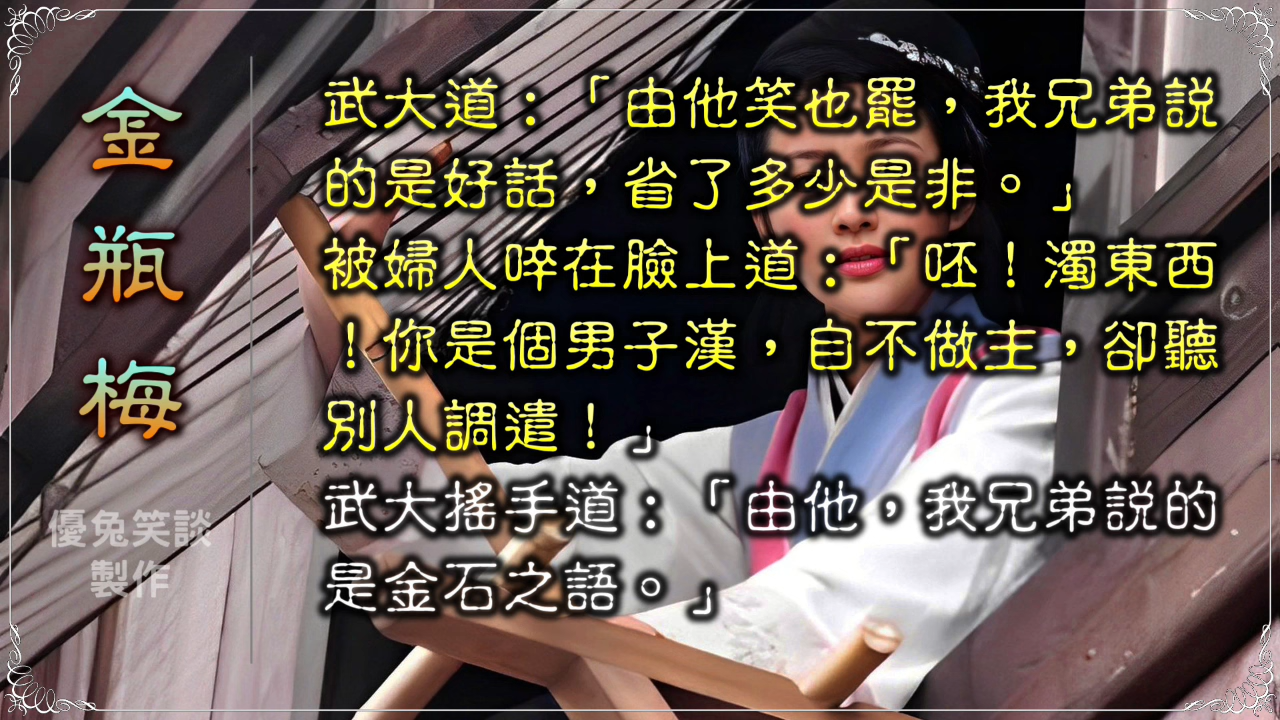 金瓶梅
優兔笑談
製作
武大道：「由他笑也罷，我兄弟説
的是好話，省了多少是非。」
被婦人啐在臉上道：「呸！濁東西
！你是個男子漢，自不做主，卻聽
別人調遣！」
武大搖手道：「由他，我兄弟説的
是金石之語。」